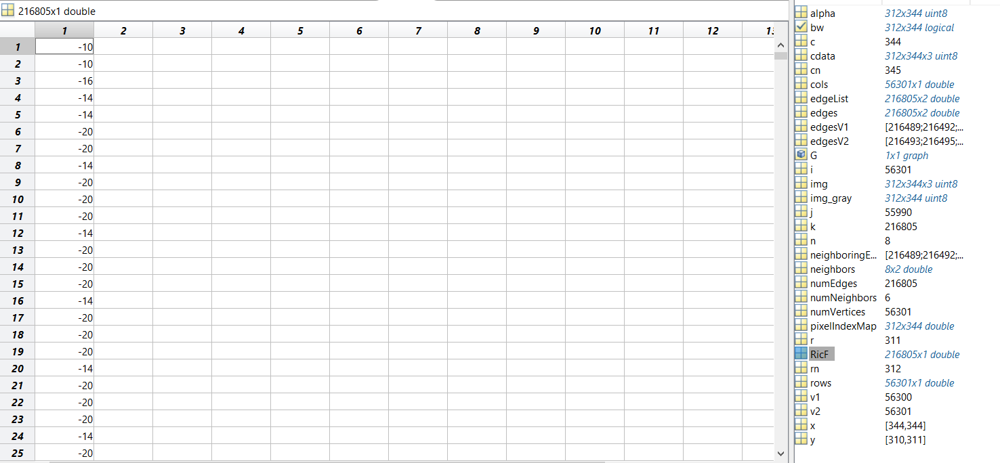 216805x1 double
1 2 3 4 5 6 7 8 9 10 11 12
1 -10
2 -10
3 -16
4 -14
5 -14
6 -20
7 -20
8 -14
9 -20
10 -20
11 -20
12 -14
13 -20
14 -20
15 -20
16 -14
17 -20
18 -20
19 -20
20 -14
21 -20
22 -20
23 -20
24 -14
25 -20
alpha 312x344 uint8
bw 312x344 logical
c 344
cdata 312x344x3 uint8
cn 345
cols 56301x1 double
edgeList 216805x2 double
edges 216805x2 double
edgesV1 [216489;216492;...
edgesV2 [216493;216495;...
G 1x1 graph
i 56301
img 312x344x3 uint8
img_gray 312x344 uint8
j 55990
k 216805
n 8
neighboringE... [216489;216492;...
neighbors 8x2 double
numEdges 216805
numNeighbors 6
numVertices 56301
pixelIndexMap 312x344 double
r 311
RicF 216805x1 double
rn 312
rows 56301x1 double
v1 56300
v2 56301
x [344,344]
y [310,311]